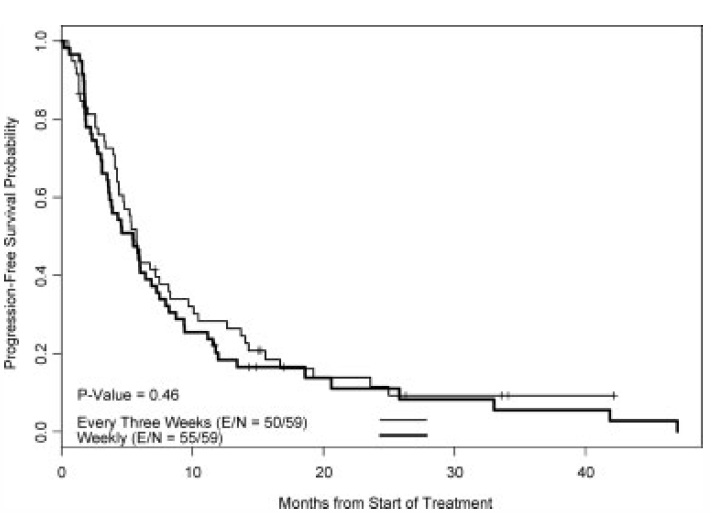 Progression-Free Survival Probability
1.0
0.8
0.6
0.4
0.2
0.0
P-Value = 0.46
Every Three Weeks (E/N = 50/59)
Weekly (E/N = 55/59)
0 10 20 30 40
Months from Start of Treatment